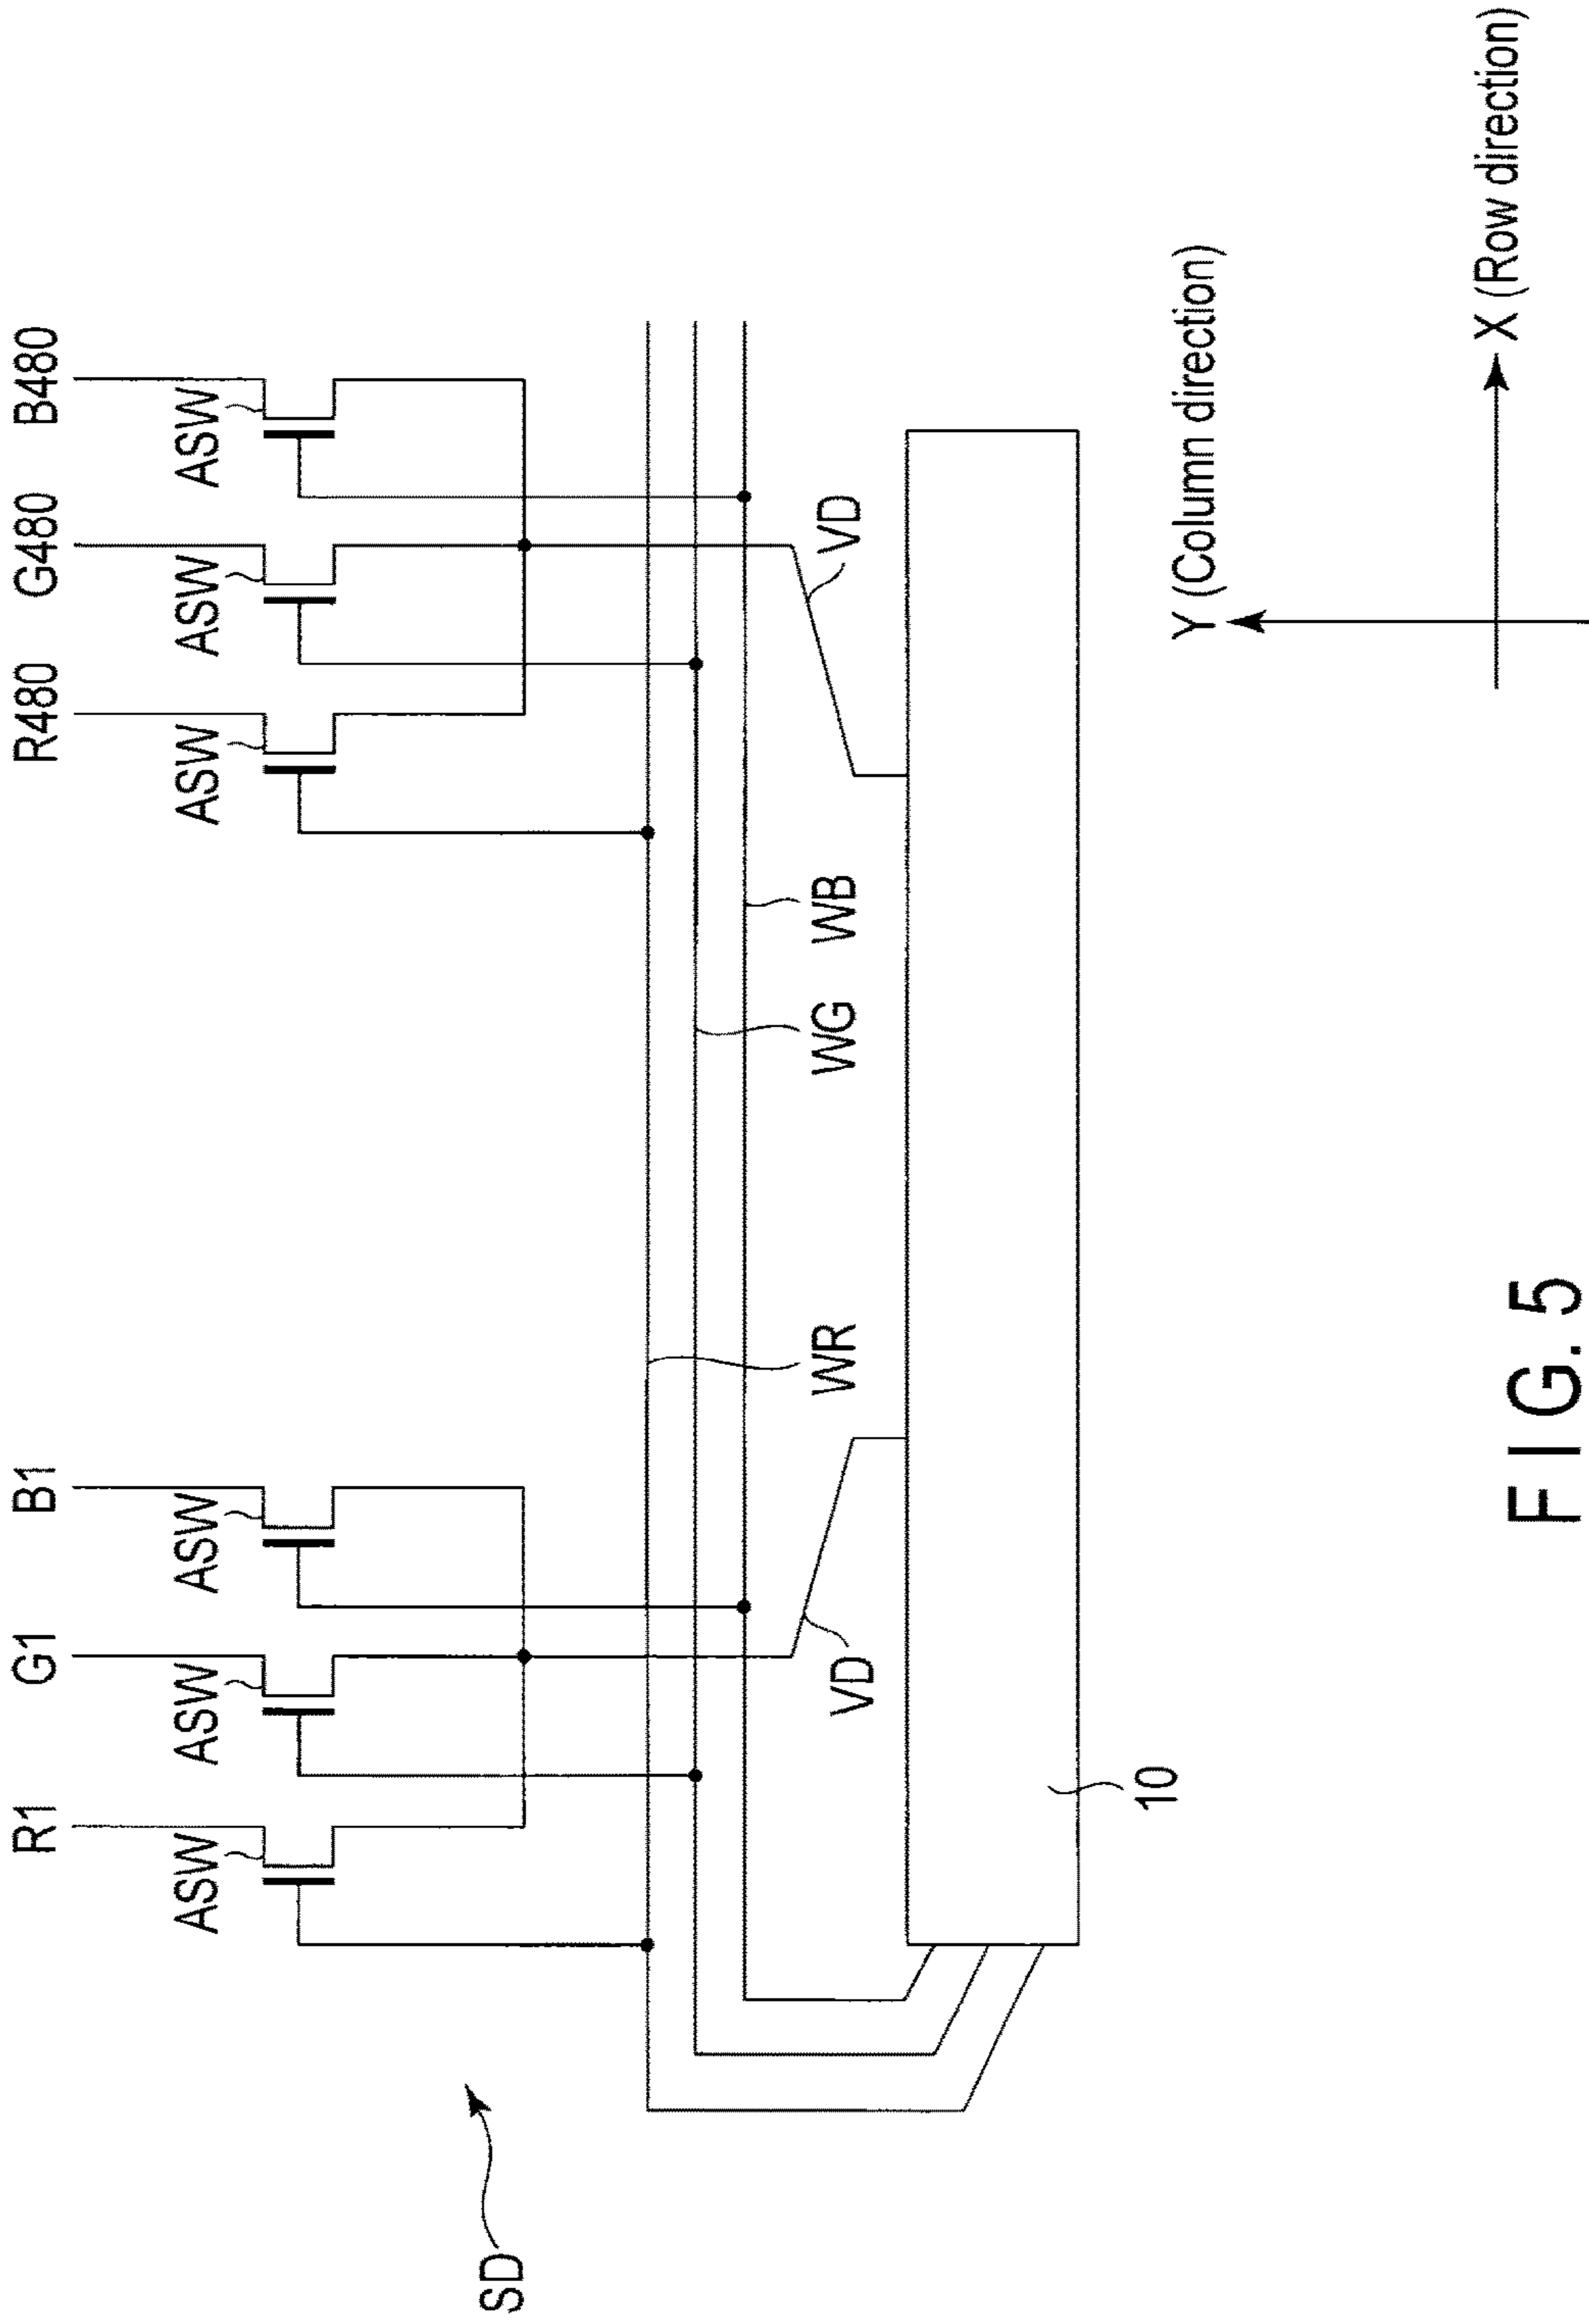 R1
G1
B1
R480
G480
B480
ASW
ASW
ASW
ASW
ASW
ASW
SD
WR
WG
WB
VD
VD
10
Y (Column direction)
X (Row direction)
FIG. 5